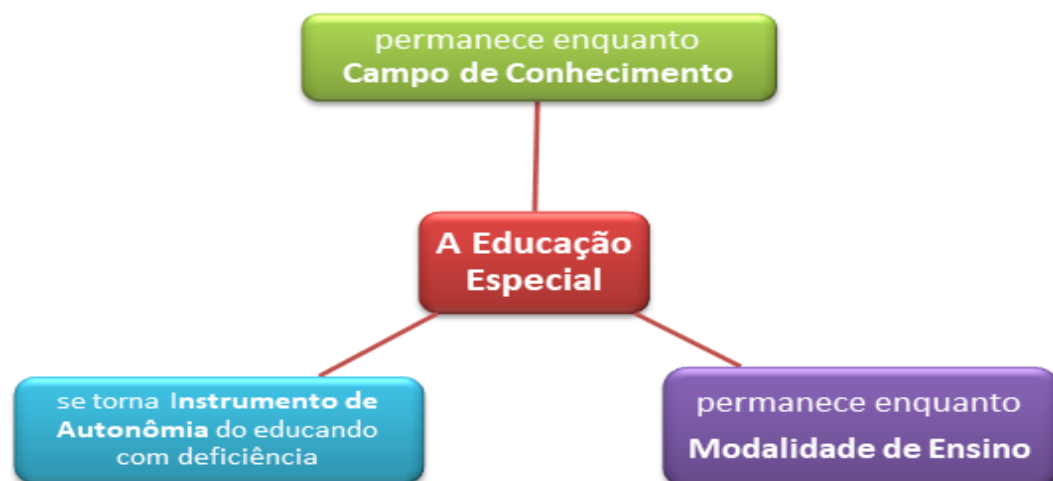 permanece enquanto
Campo de Conhecimento
A Educação
Especial
se torna Instrumento de
Autonômia do educando
com deficiência
permanece enquanto
Modalidade de Ensino